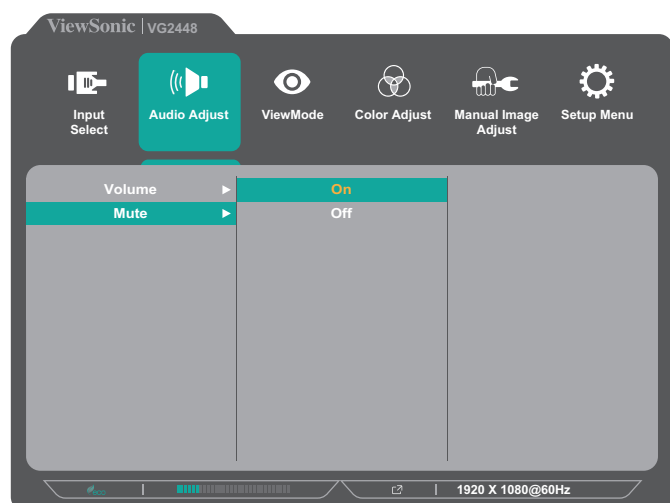 ViewSonic | VG2448
Input Select
Audio Adjust
ViewMode
Color Adjust
Manual Image Adjust
Setup Menu
Volume
On
Mute
Off
eco
1920 X 1080@60Hz